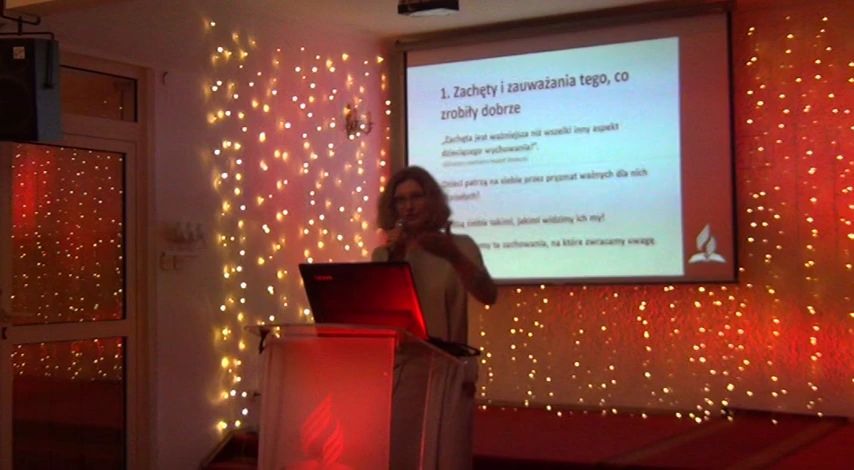 1. Zachęty i zauważania tego, co
zrobiły dobrze
„Zachęta jest ważniejsza niż wszelki inny aspekt
dziecięcego wychowania!".
Dzieci patrzą na siebie przez pryzmat ważnych dla nich
siebie takimi, jakimi widzimy ich my!
te zachowania, na które zwracamy uwagę.